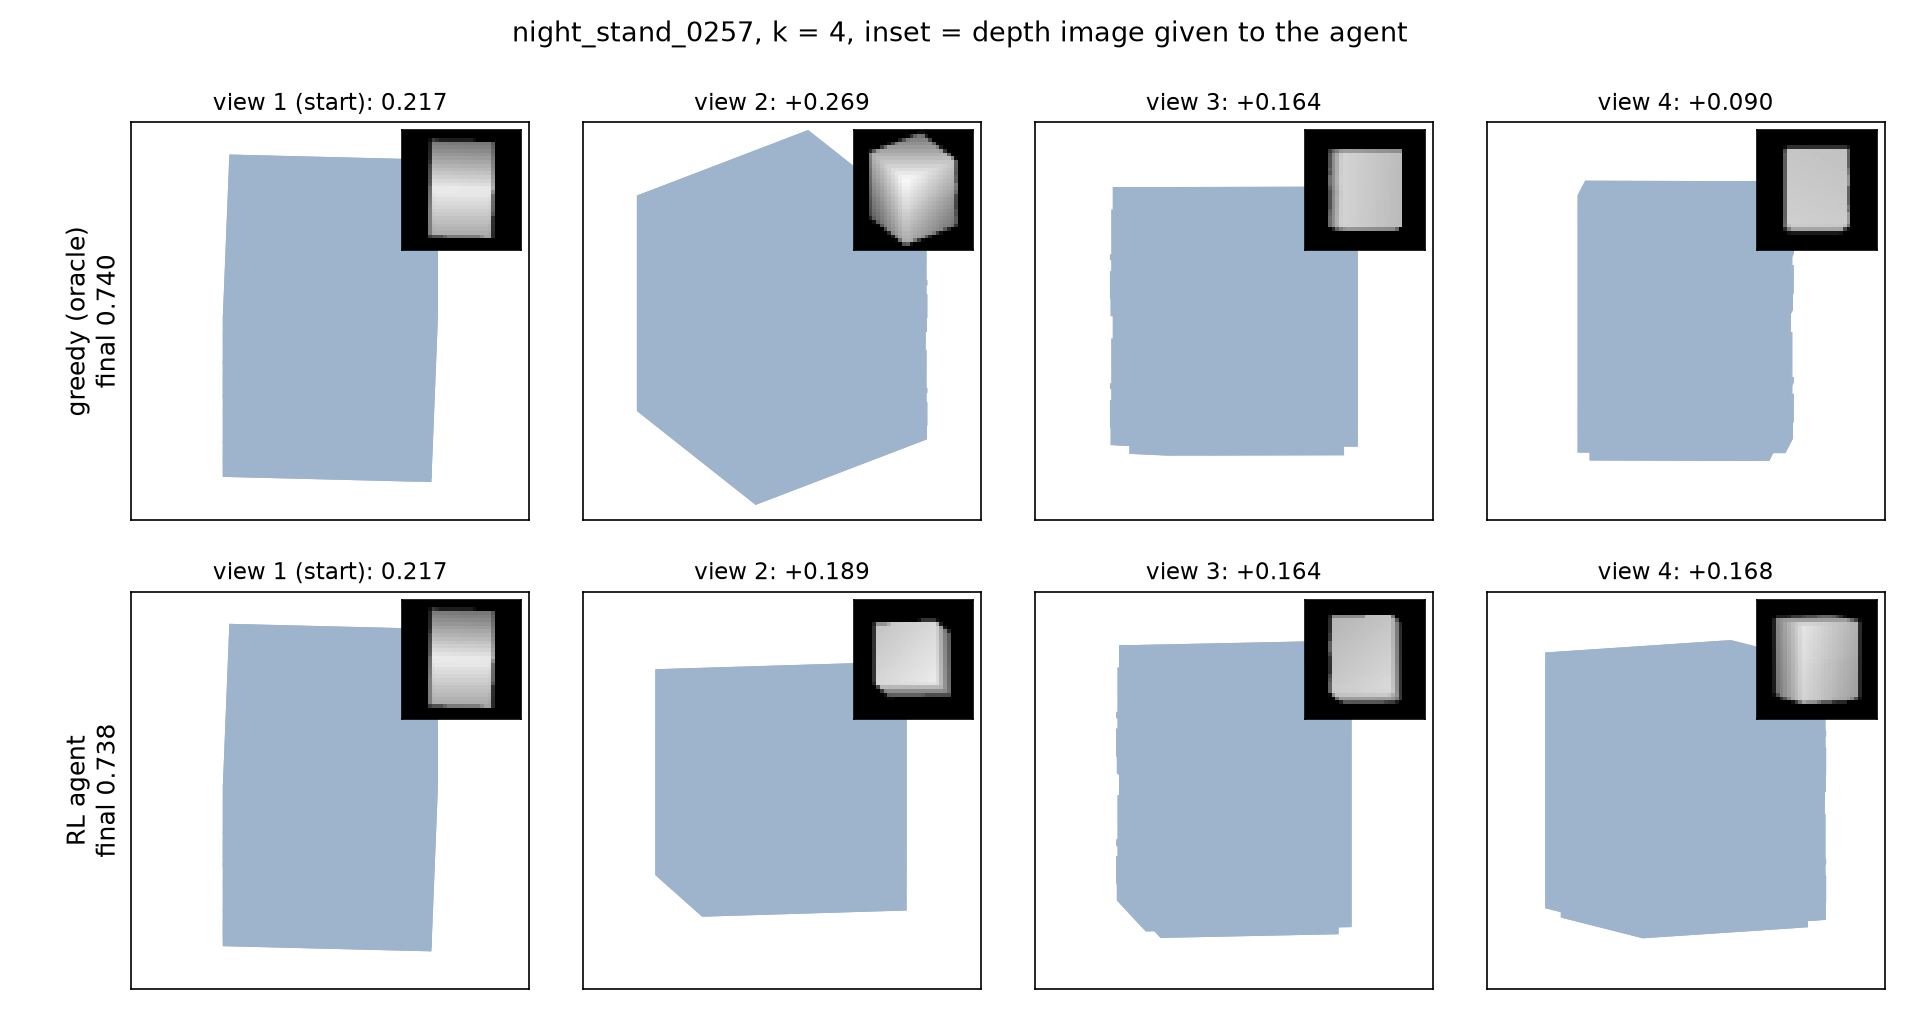 night_stand_0257, k = 4, inset = depth image given to the agent
view 1 (start): 0.217
view 2: +0.269
view 3: +0.164
view 4: +0.090
greedy (oracle)
final 0.740
view 1 (start): 0.217
view 2: +0.189
view 3: +0.164
view 4: +0.168
RL agent
final 0.738